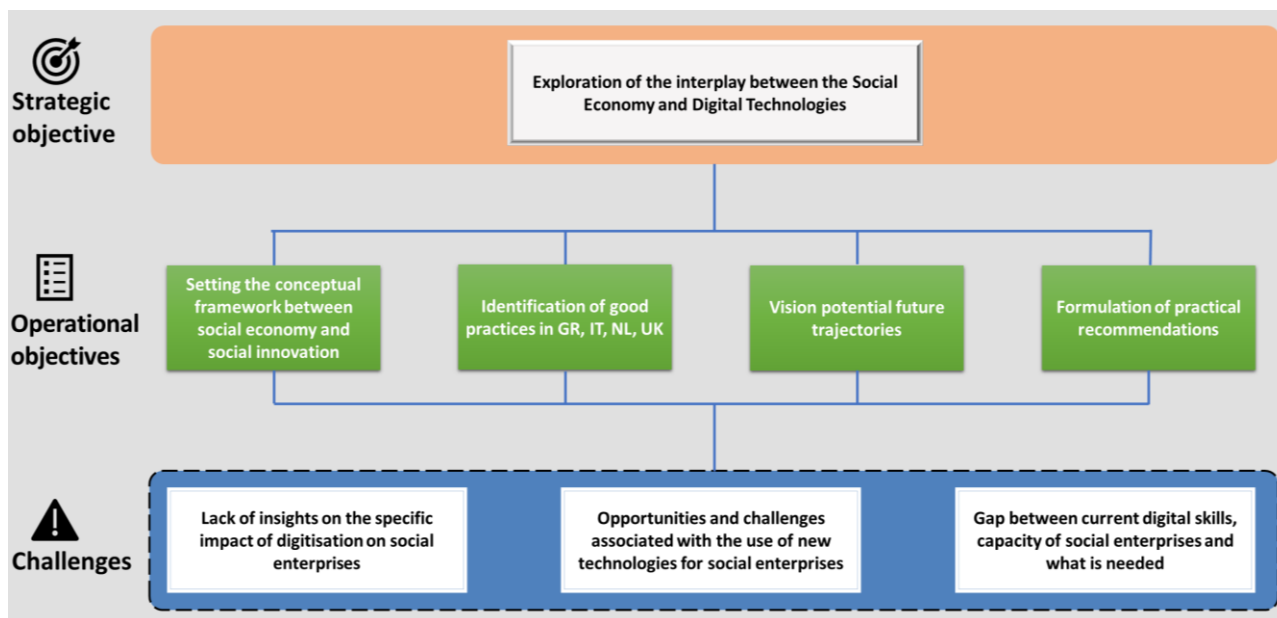 Strategic
objective
Exploration of the interplay between the Social
Economy and Digital Technologies
Operational
objectives
Setting the conceptual
framework between
social economy and
social innovation
Identification of good
practices in GR, IT, NL, UK
Vision potential future
trajectories
Formulation of practical
recommendations
Challenges
Lack of insights on the specific
impact of digitisation on social
enterprises
Opportunities and challenges
associated with the use of new
technologies for social enterprises
Gap between current digital skills,
capacity of social enterprises and
what is needed